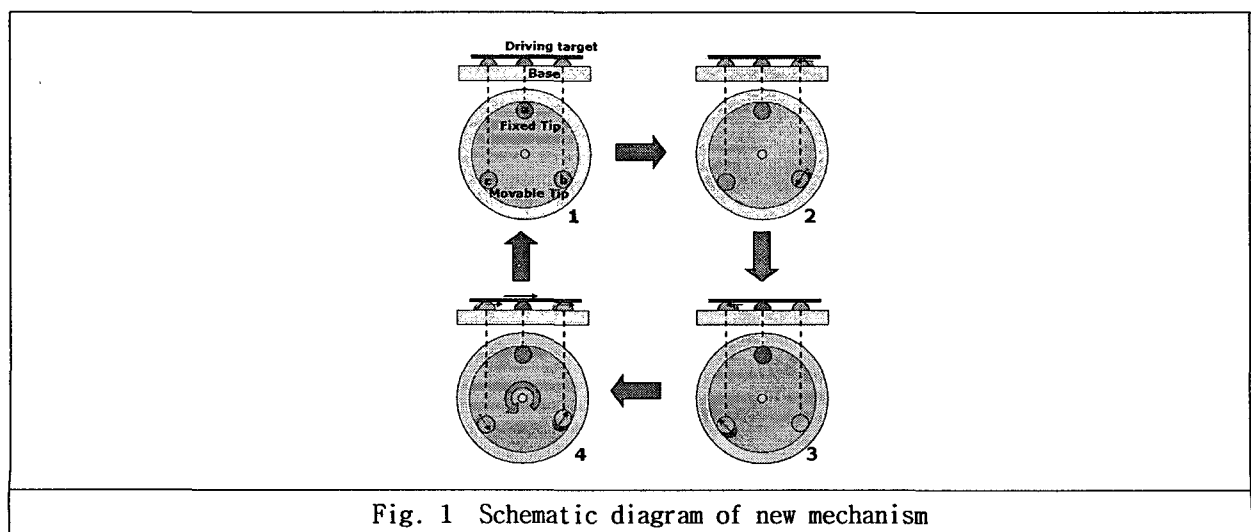 Driving target
Base
a
Fixed Tip
c
b
Movable Tip
1
2
4
3
Fig. 1 Schematic diagram of new mechanism